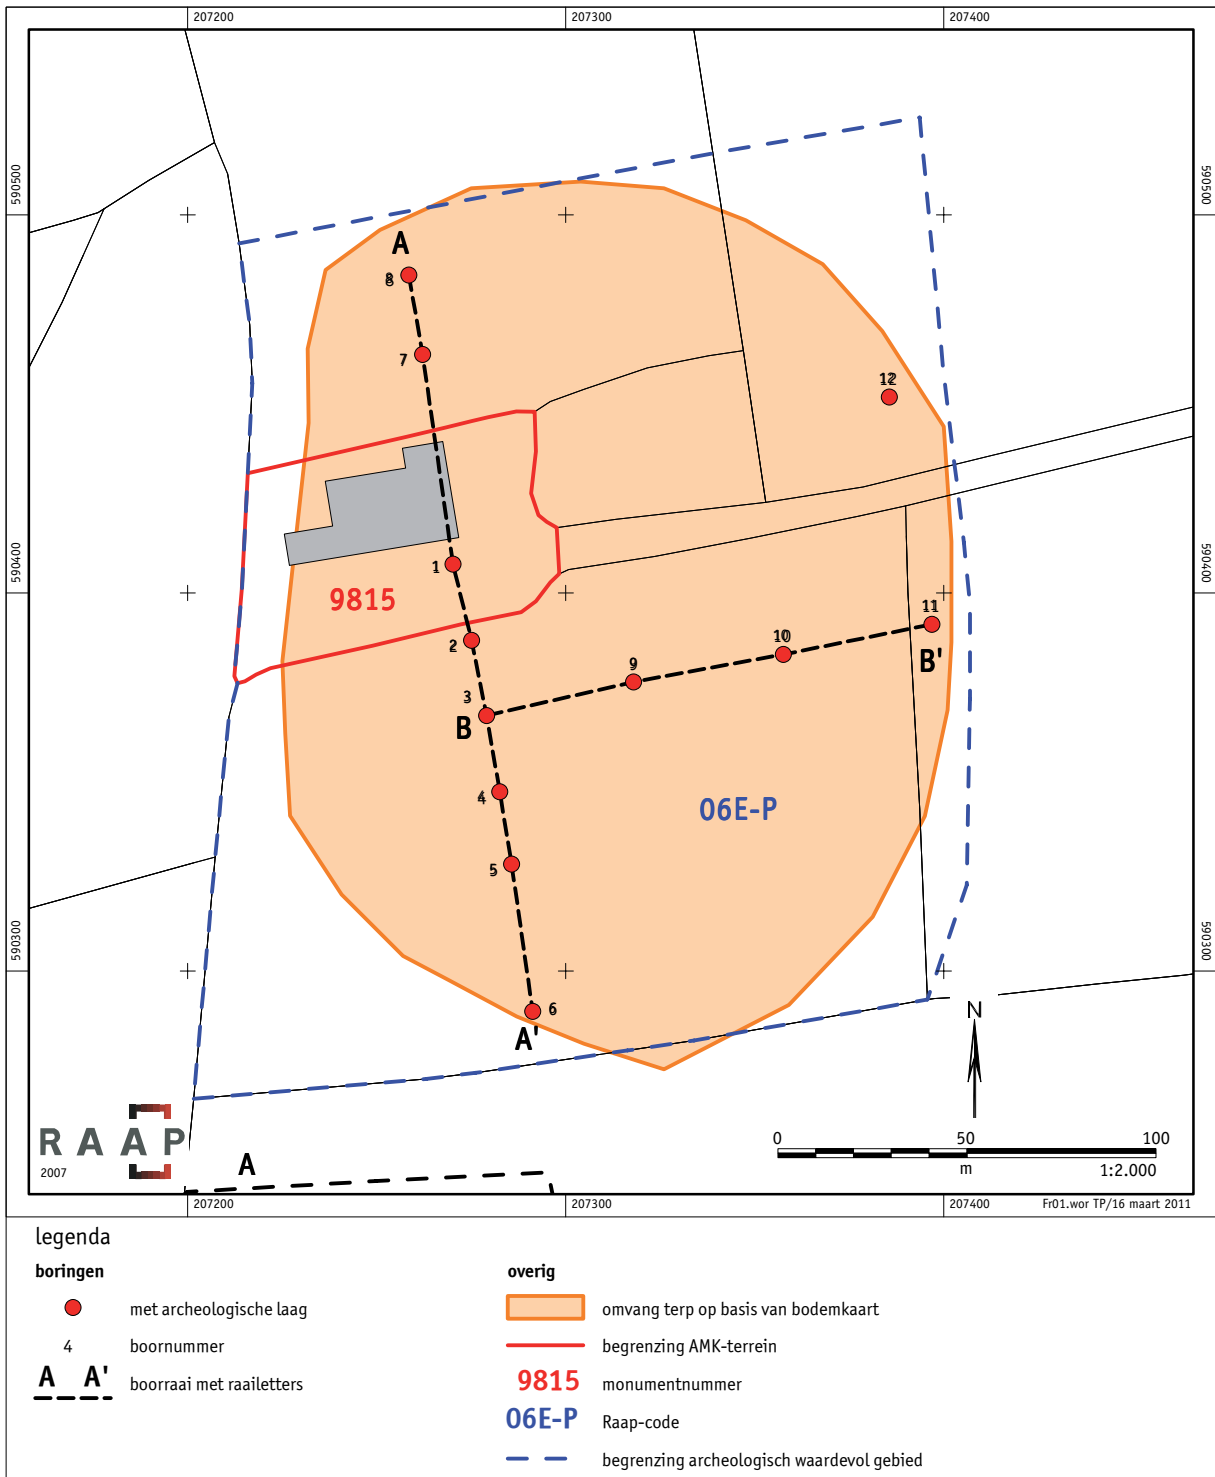 207200
207300
207400
590500
590500
A
8
7
12
1
590400
590400
9815
2
11
10
9
B'
3
B
4
06E-P
5
590300
590300
6
A'
N
RAAP
2007
A
0
50
100
m
1:2.000
207200
207300
207400
Fr01.wor TP/16 maart 2011
legenda
boringen
met archeologische laag
4 boornummer
A A' boorraai met raailetters
overig
omvang terp op basis van bodemkaart
begrenzing AMK-terrein
9815 monumentnummer
06E-P Raap-code
begrenzing archeologisch waardevol gebied